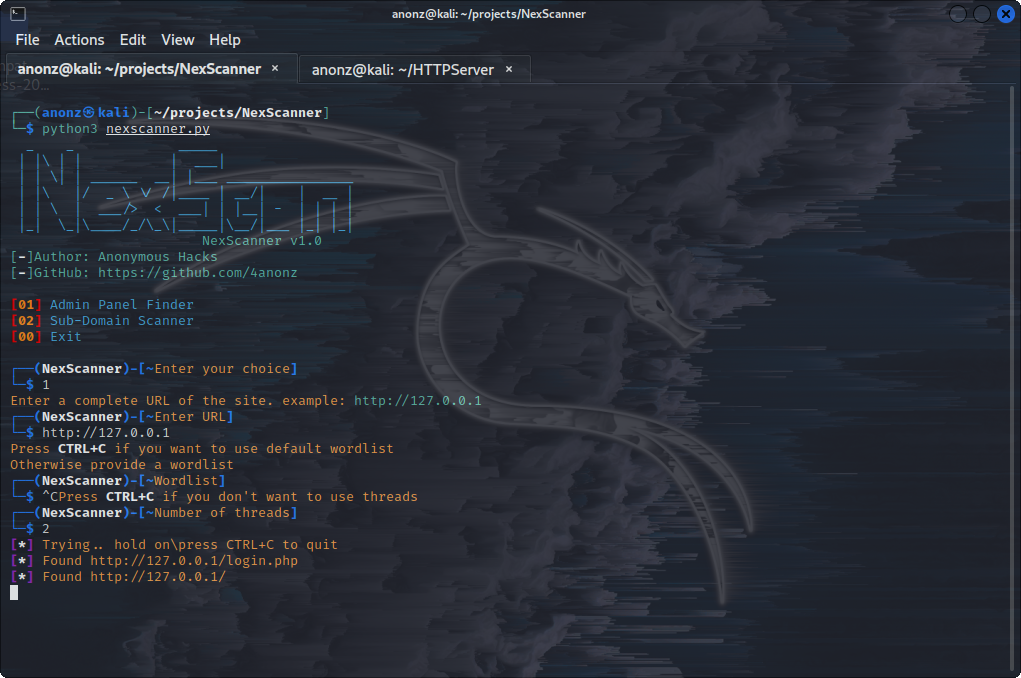 anonz@kali: ~/projects/NexScanner
File Actions Edit View Help
anonz@kali: ~/projects/NexScanner × anonz@kali: ~/HTTPServer ×
┌──(anonz㉿kali)-[~/projects/NexScanner]
└─$ python3 nexscanner.py
NexScanner v1.0
[-]Author: Anonymous Hacks
[-]GitHub: https://github.com/4anonz
[01] Admin Panel Finder
[02] Sub-Domain Scanner
[00] Exit
┌──(NexScanner)-[~Enter your choice]
└─$ 1
Enter a complete URL of the site. example: http://127.0.0.1
┌──(NexScanner)-[~Enter URL]
└─$ http://127.0.0.1
Press CTRL+C if you want to use default wordlist
Otherwise provide a wordlist
┌──(NexScanner)-[~Wordlist]
└─$ ^CPress CTRL+C if you don't want to use threads
┌──(NexScanner)-[~Number of threads]
└─$ 2
[*] Trying.. hold on\press CTRL+C to quit
[*] Found http://127.0.0.1/login.php
[*] Found http://127.0.0.1/